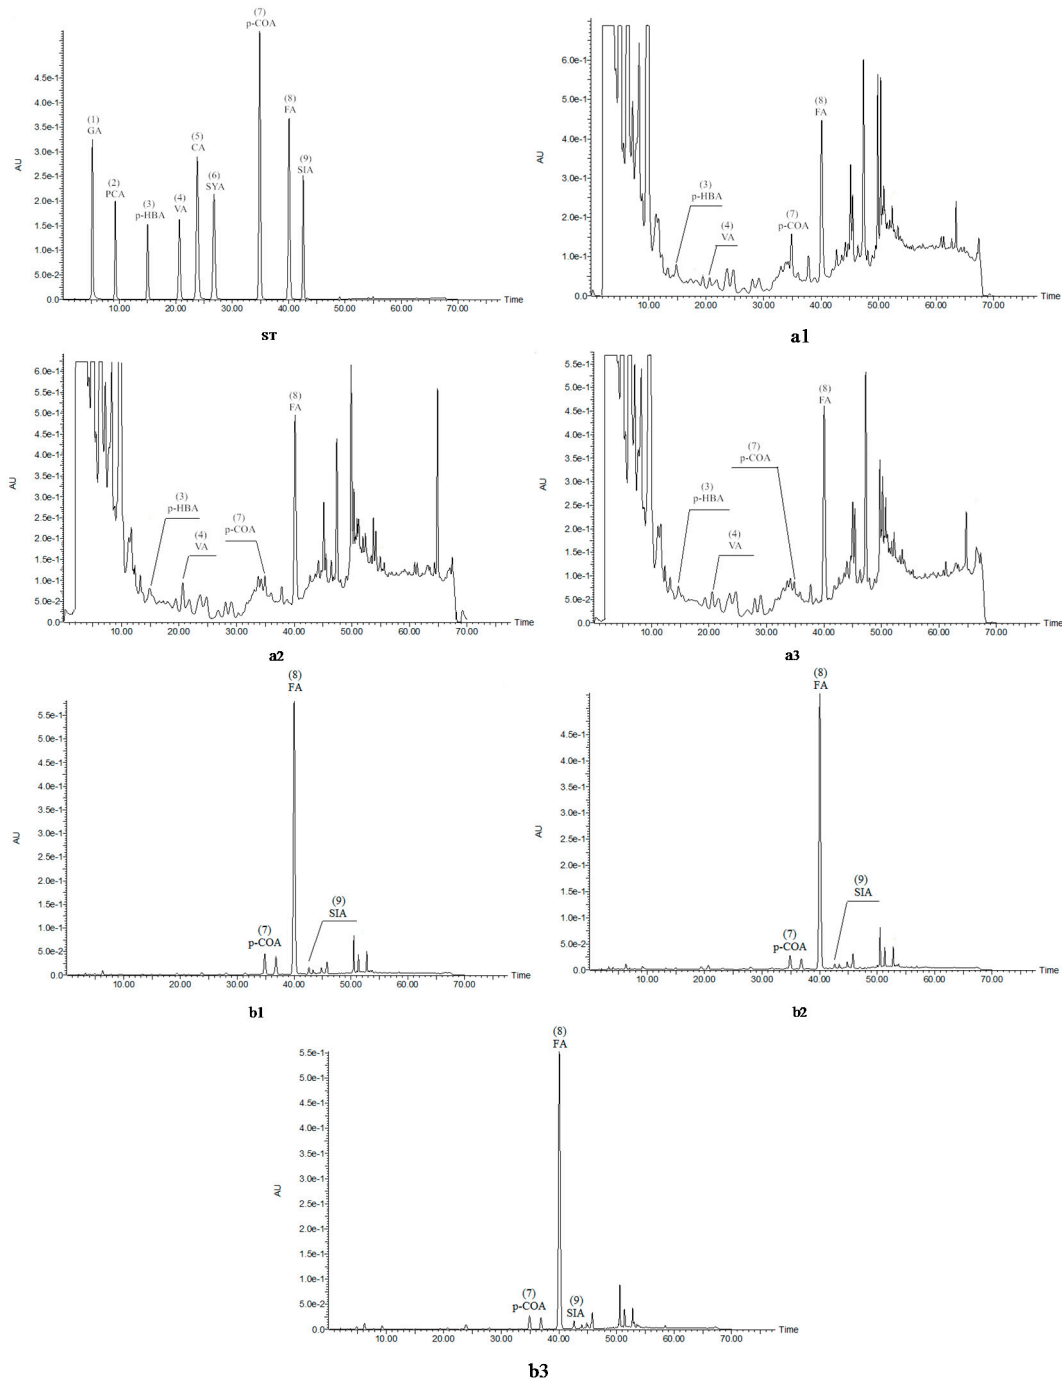 (7)
p-COA
4.5e-1
4.0e-1
3.5e-1
3.0e-1
2.5e-1
2.0e-1
1.5e-1
1.0e-1
5.0e-2
0.0
AU
(1)
GA
(2)
PCA
(3)
p-HBA
(4)
VA
(5)
CA
(6)
SYA
(8)
FA
(9)
SIA
10.00 20.00 30.00 40.00 50.00 60.00 70.00 Time
ST
6.0e-1
5.0e-1
4.0e-1
3.0e-1
2.0e-1
1.0e-1
0.0
AU
(3)
p-HBA
(4)
VA
(7)
p-COA
(8)
FA
10.00 20.00 30.00 40.00 50.00 60.00 70.00 Time
a1
6.0e-1
5.5e-1
5.0e-1
4.5e-1
4.0e-1
3.5e-1
3.0e-1
2.5e-1
2.0e-1
1.5e-1
1.0e-1
5.0e-2
0.0
AU
(3)
p-HBA
(4)
VA
(7)
p-COA
(8)
FA
10.00 20.00 30.00 40.00 50.00 60.00 70.00 Time
a2
5.5e-1
5.0e-1
4.5e-1
4.0e-1
3.5e-1
3.0e-1
2.5e-1
2.0e-1
1.5e-1
1.0e-1
5.0e-2
0.0
AU
(3)
p-HBA
(4)
VA
(7)
p-COA
(8)
FA
10.00 20.00 30.00 40.00 50.00 60.00 70.00 Time
a3
(8)
FA
5.5e-1
5.0e-1
4.5e-1
4.0e-1
3.5e-1
3.0e-1
2.5e-1
2.0e-1
1.5e-1
1.0e-1
5.0e-2
0.0
AU
(7)
p-COA
(9)
SIA
10.00 20.00 30.00 40.00 50.00 60.00 70.00 Time
b1
(8)
FA
5.0e-1
4.5e-1
4.0e-1
3.5e-1
3.0e-1
2.5e-1
2.0e-1
1.5e-1
1.0e-1
5.0e-2
0.0
AU
(7)
p-COA
(9)
SIA
10.00 20.00 30.00 40.00 50.00 60.00 70.00 Time
b2
(8)
FA
5.5e-1
5.0e-1
4.5e-1
4.0e-1
3.5e-1
3.0e-1
2.5e-1
2.0e-1
1.5e-1
1.0e-1
5.0e-2
0.0
AU
(7)
p-COA
(9)
SIA
10.00 20.00 30.00 40.00 50.00 60.00 70.00 Time
b3